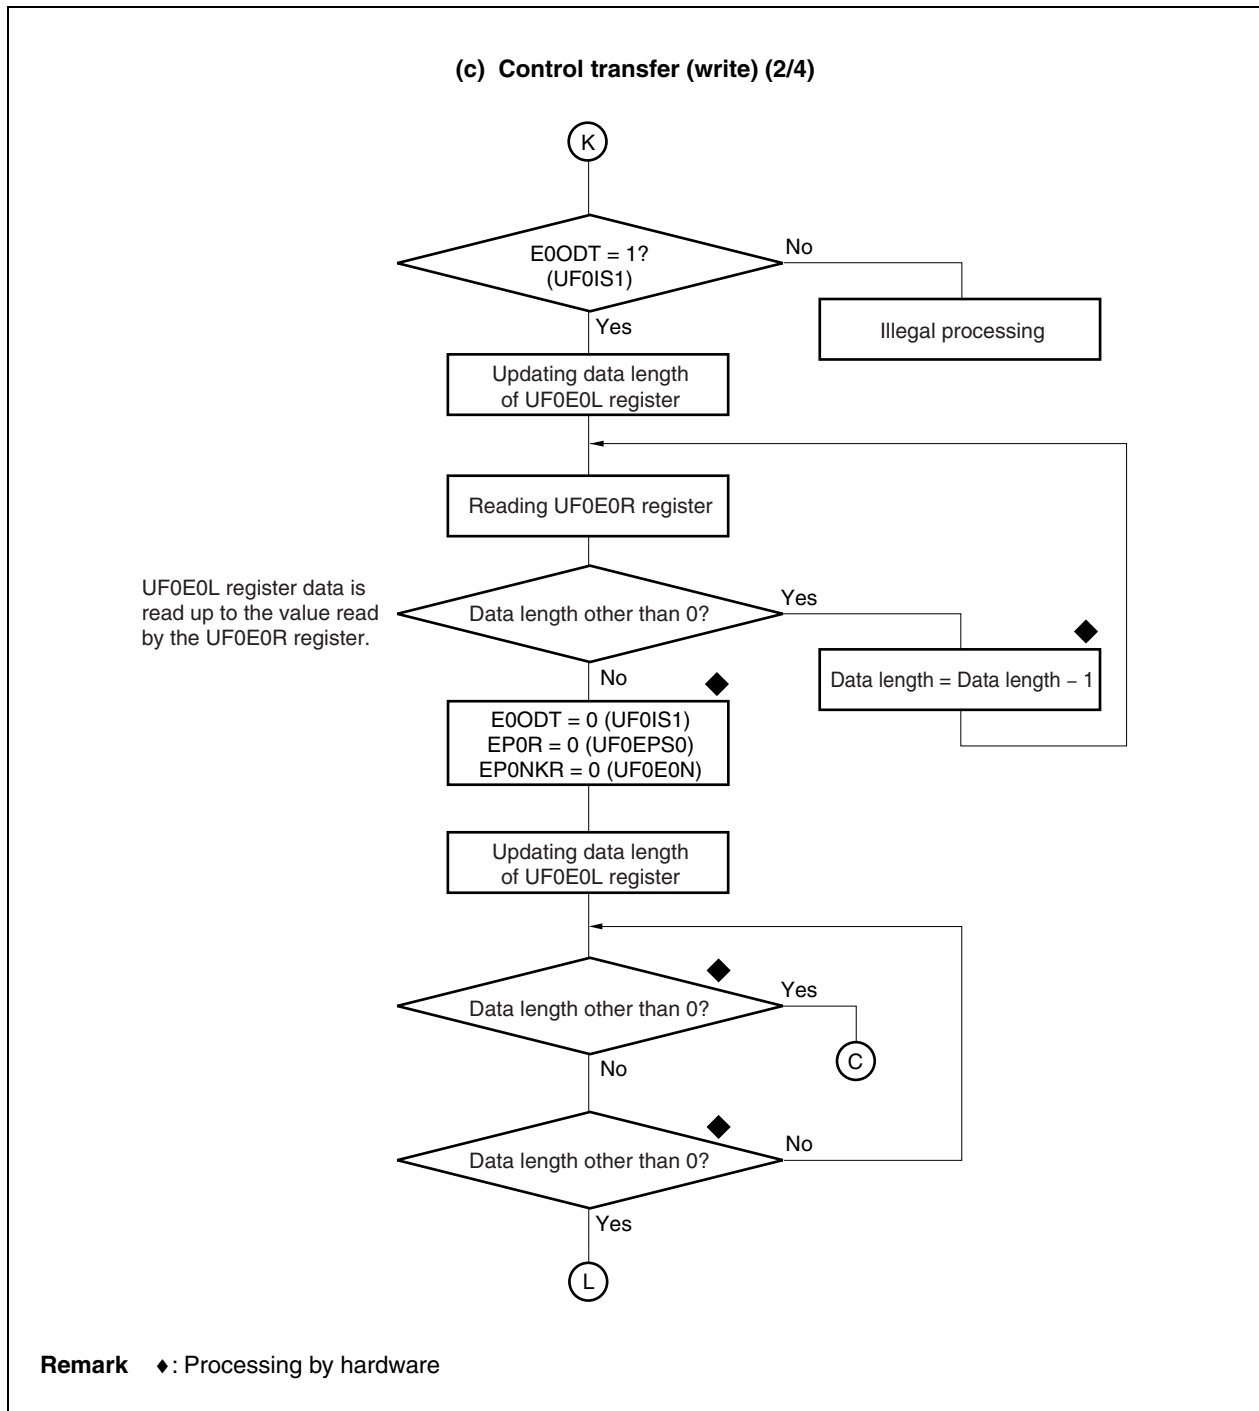 (c) Control transfer (write) (2/4)
K
E0ODT = 1?
(UF0IS1)
No
Illegal processing
Yes
Updating data length
of UF0E0L register
Reading UF0E0R register
UF0E0L register data is
read up to the value read
by the UF0E0R register.
Data length other than 0?
Yes
Data length = Data length − 1
No
E0ODT = 0 (UF0IS1)
EP0R = 0 (UF0EPS0)
EP0NKR = 0 (UF0E0N)
Updating data length
of UF0E0L register
Data length other than 0?
Yes
C
No
Data length other than 0?
No
Yes
L
Remark ♦: Processing by hardware